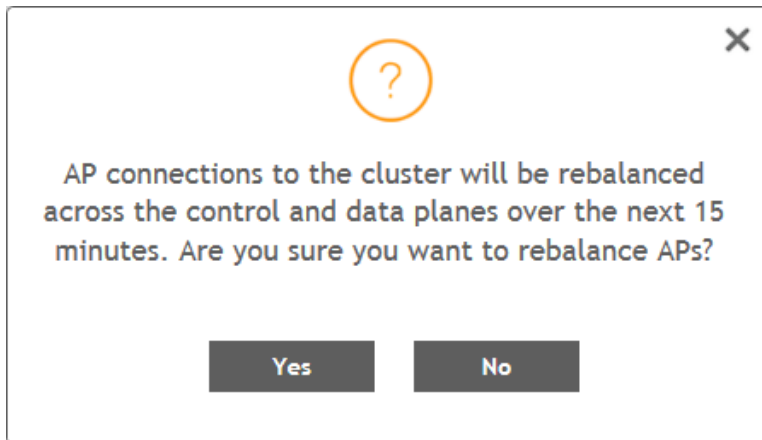 ?
AP connections to the cluster will be rebalanced
across the control and data planes over the next 15
minutes. Are you sure you want to rebalance APs?
Yes No